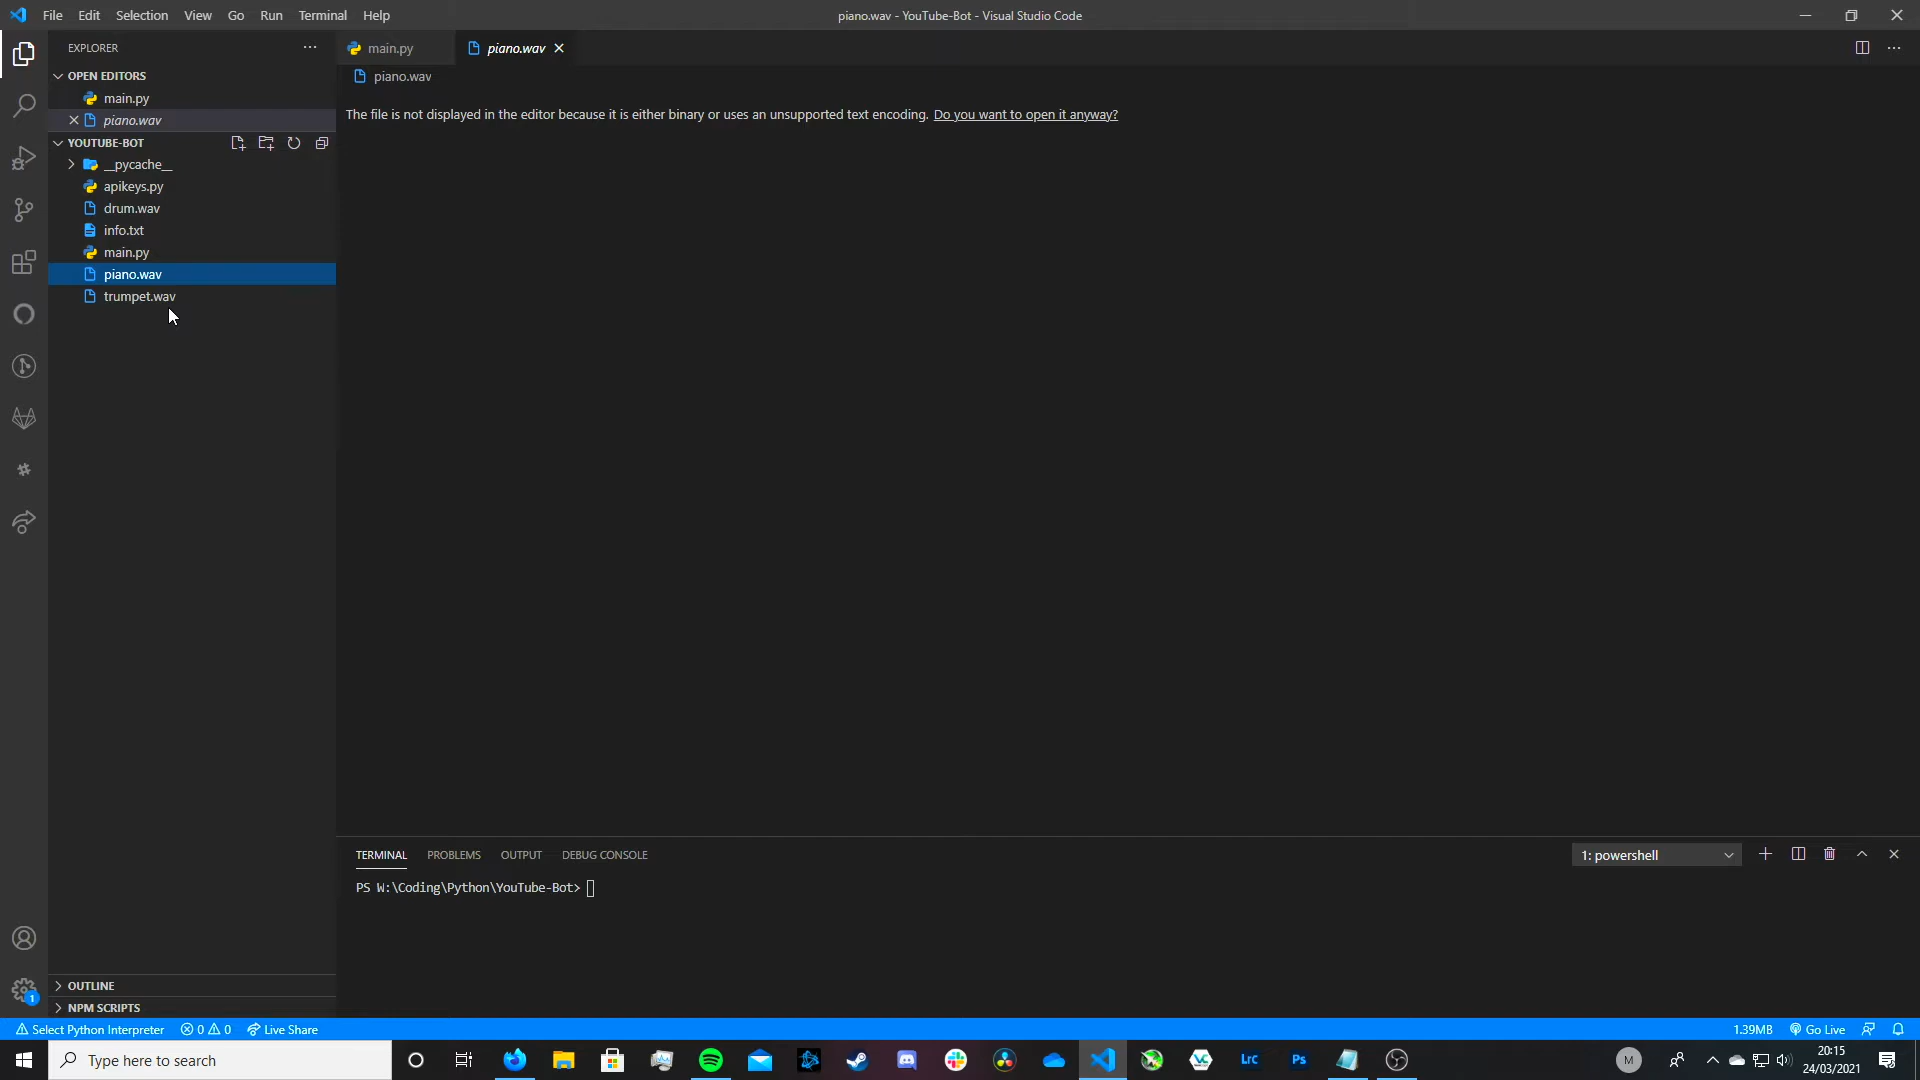 File Edit Selection View Go Run Terminal Help
piano.wav - YouTube-Bot - Visual Studio Code
EXPLORER
main.py
piano.wav
OPEN EDITORS
main.py
piano.wav
YOUTUBE-BOT
__pycache__
apikeys.py
drum.wav
info.txt
main.py
piano.wav
trumpet.wav
piano.wav
The file is not displayed in the editor because it is either binary or uses an unsupported text encoding. Do you want to open it anyway?
TERMINAL PROBLEMS OUTPUT DEBUG CONSOLE
1: powershell
PS W:\Coding\Python\YouTube-Bot>
OUTLINE
NPM SCRIPTS
1
Select Python Interpreter 0 0 Live Share
1.39MB Go Live
Type here to search
Lrc
Ps
M
20:15
24/03/2021